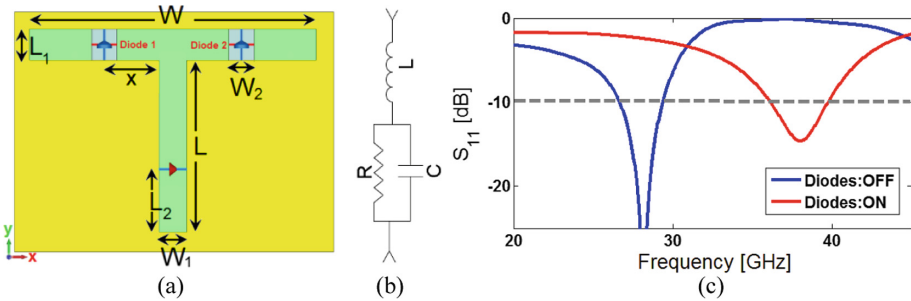 W
L1
Diode 1
Diode 2
x
W2
L
L2
W1
y
x
(a)
L
R
C
(b)
0
-10
-20
S11 [dB]
Diodes:OFF
Diodes:ON
20
30
40
Frequency [GHz]
(c)